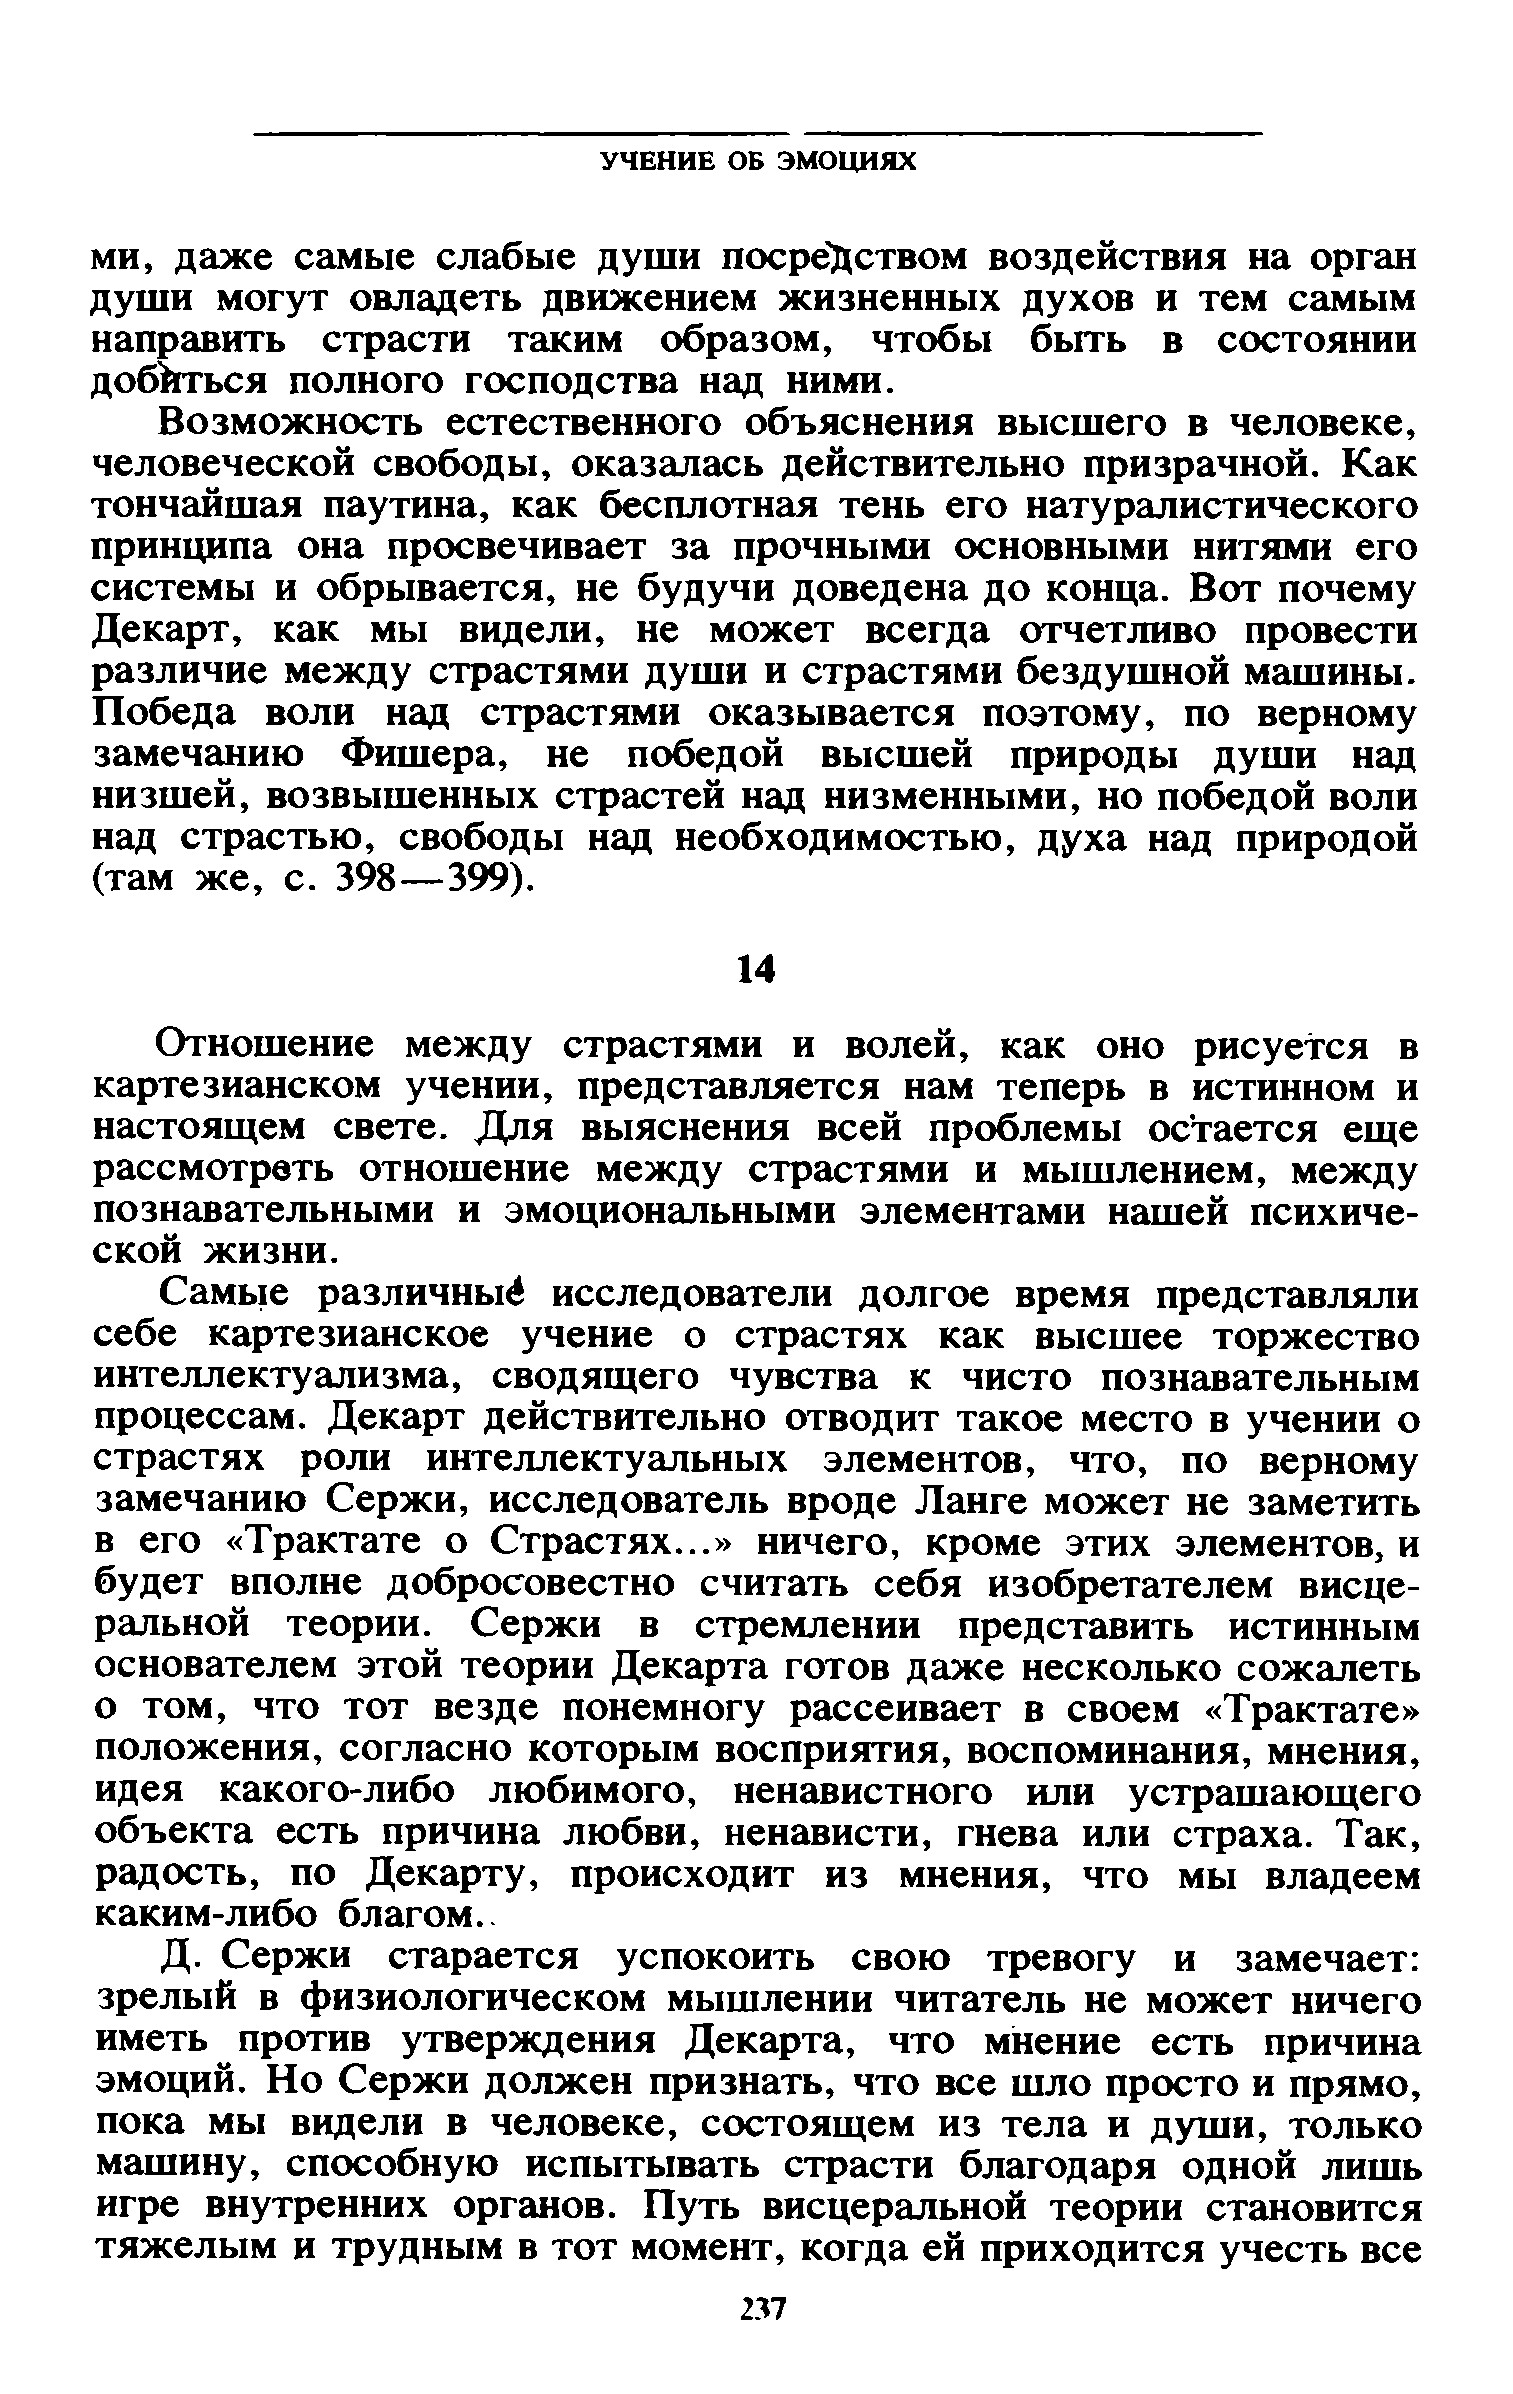 УЧЕНИЕ ОБ ЭМОЦИЯХ
ми, даже самые слабые души посредством воздействия на орган
души могут овладеть движением жизненных духов и тем самым
направить страсти таким образом, чтобы быть в состоянии
добиться полного господства над ними.
Возможность естественного объяснения высшего в человеке,
человеческой свободы, оказалась действительно призрачной. Как
тончайшая паутина, как бесплотная тень его натуралистического
принципа она просвечивает за прочными основными нитями его
системы и обрывается, не будучи доведена до конца. Вот почему
Декарт, как мы видели, не может всегда отчетливо провести
различие между страстями души и страстями бездушной машины.
Победа воли над страстями оказывается поэтому, по верному
замечанию Фишера, не победой высшей природы души над
низшей, возвышенных страстей над низменными, но победой воли
над страстью, свободы над необходимостью, духа над природой
(там же, с. 398—399).
14
Отношение между страстями и волей, как оно рисуется в
картезианском учении, представляется нам теперь в истинном и
настоящем свете. Для выяснения всей проблемы остается еще
рассмотреть отношение между страстями и мышлением, между
познавательными и эмоциональными элементами нашей психиче-
ской жизни.
Самые различные исследователи долгое время представляли
себе картезианское учение о страстях как высшее торжество
интеллектуализма, сводящего чувства к чисто познавательным
процессам. Декарт действительно отводит такое место в учении о
страстях роли интеллектуальных элементов, что, по верному
замечанию Сержи, исследователь вроде Ланге может не заметить
в его «Трактате о Страстях...» ничего, кроме этих элементов, и
будет вполне добросовестно считать себя изобретателем висце-
ральной теории. Сержи в стремлении представить истинным
основателем этой теории Декарта готов даже несколько сожалеть
о том, что тот везде понемногу рассеивает в своем «Трактате»
положения, согласно которым восприятия, воспоминания, мнения,
идея какого-либо любимого, ненавистного или устрашающего
объекта есть причина любви, ненависти, гнева или страха. Так,
радость, по Декарту, происходит из мнения, что мы владеем
каким-либо благом..
Д. Сержи старается успокоить свою тревогу и замечает:
зрелый в физиологическом мышлении читатель не может ничего
иметь против утверждения Декарта, что мнение есть причина
эмоций. Но Сержи должен признать, что все шло просто и прямо,
пока мы видели в человеке, состоящем из тела и души, только
машину, способную испытывать страсти благодаря одной лишь
игре внутренних органов. Путь висцеральной теории становится
тяжелым и трудным в тот момент, когда ей приходится учесть все
237